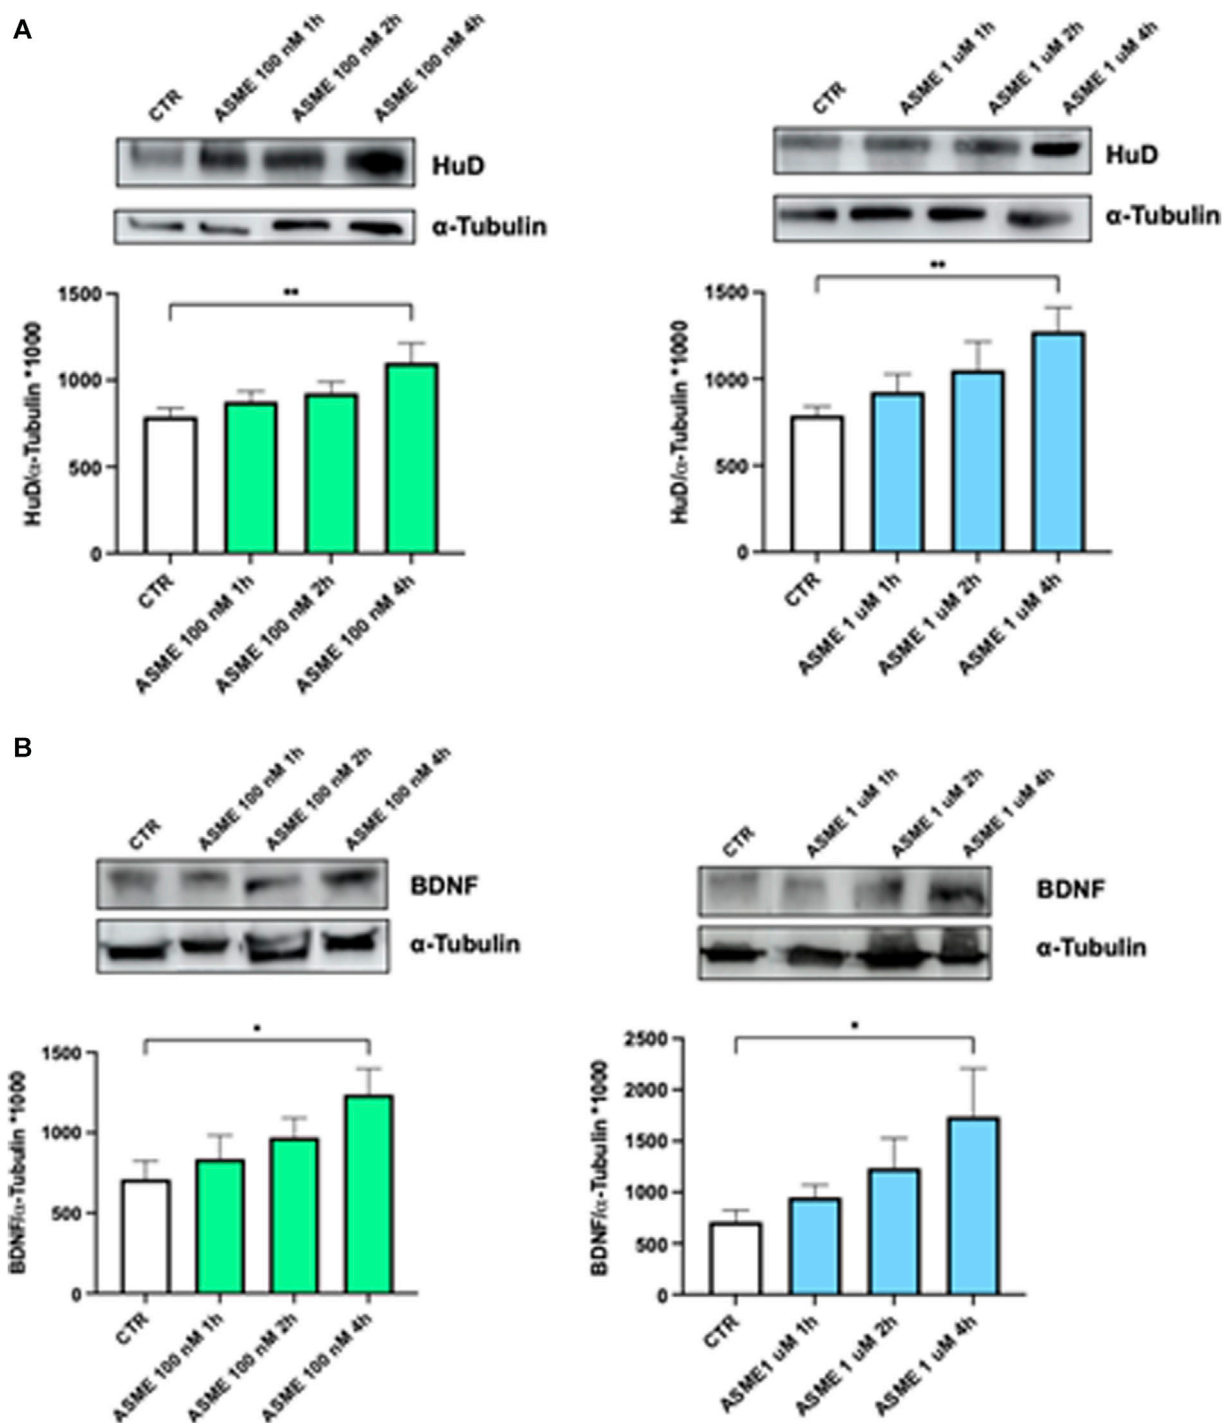 A
CTR
ASME 100 nM 1h
ASME 100 nM 2h
ASME 100 nM 4h
HuD
α-Tubulin
**
1500
1000
500
0
HuD/α-Tubulin *1000
CTR
ASME 100 nM 1h
ASME 100 nM 2h
ASME 100 nM 4h
CTR
ASME 1 uM 1h
ASME 1 uM 2h
ASME 1 uM 4h
HuD
α-Tubulin
**
1500
1000
500
0
HuD/α-Tubulin *1000
CTR
ASME 1 uM 1h
ASME 1 uM 2h
ASME 1 uM 4h
B
CTR
ASME 100 nM 1h
ASME 100 nM 2h
ASME 100 nM 4h
BDNF
α-Tubulin
*
1500
1000
500
0
BDNF/α-Tubulin *1000
CTR
ASME 100 nM 1h
ASME 100 nM 2h
ASME 100 nM 4h
CTR
ASME 1 uM 1h
ASME 1 uM 2h
ASME 1 uM 4h
BDNF
α-Tubulin
*
2500
2000
1500
1000
500
0
BDNF/α-Tubulin *1000
CTR
ASME1 uM 1h
ASME 1 uM 2h
ASME 1 uM 4h